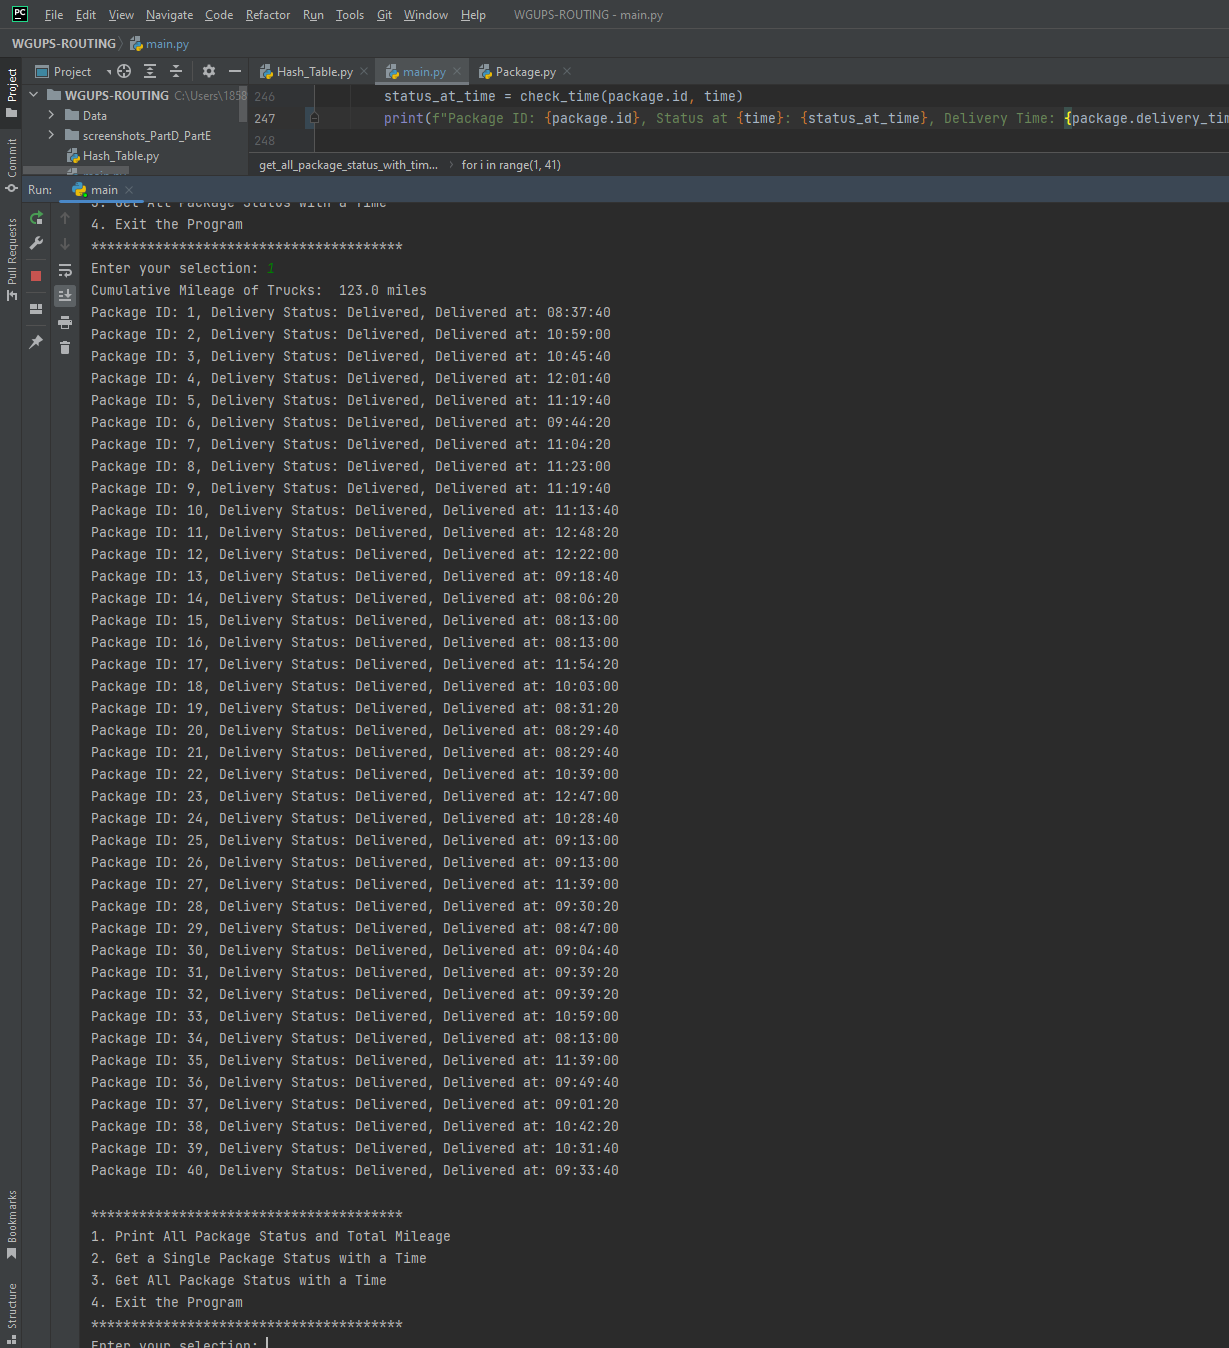 PC File Edit View Navigate Code Refactor Run Tools Git Window Help WGUPS-ROUTING - main.py
WGUPS-ROUTING main.py
Project
Project
Hash_Table.py main.py Package.py
WGUPS-ROUTING C:\Users\1858
Data
screenshots_PartD_PartE
Hash_Table.py
246 status_at_time = check_time(package.id, time)
247 print(f"Package ID: {package.id}, Status at {time}: {status_at_time}, Delivery Time: {package.delivery_tim
248
get_all_package_status_with_tim... for i in range(1, 41)
Commit
Pull Requests
Run: main
3. Get All Package Status with a Time
4. Exit the Program
***************************************
Enter your selection: 1
Cumulative Mileage of Trucks:  123.0 miles
Package ID: 1, Delivery Status: Delivered, Delivered at: 08:37:40
Package ID: 2, Delivery Status: Delivered, Delivered at: 10:59:00
Package ID: 3, Delivery Status: Delivered, Delivered at: 10:45:40
Package ID: 4, Delivery Status: Delivered, Delivered at: 12:01:40
Package ID: 5, Delivery Status: Delivered, Delivered at: 11:19:40
Package ID: 6, Delivery Status: Delivered, Delivered at: 09:44:20
Package ID: 7, Delivery Status: Delivered, Delivered at: 11:04:20
Package ID: 8, Delivery Status: Delivered, Delivered at: 11:23:00
Package ID: 9, Delivery Status: Delivered, Delivered at: 11:19:40
Package ID: 10, Delivery Status: Delivered, Delivered at: 11:13:40
Package ID: 11, Delivery Status: Delivered, Delivered at: 12:48:20
Package ID: 12, Delivery Status: Delivered, Delivered at: 12:22:00
Package ID: 13, Delivery Status: Delivered, Delivered at: 09:18:40
Package ID: 14, Delivery Status: Delivered, Delivered at: 08:06:20
Package ID: 15, Delivery Status: Delivered, Delivered at: 08:13:00
Package ID: 16, Delivery Status: Delivered, Delivered at: 08:13:00
Package ID: 17, Delivery Status: Delivered, Delivered at: 11:54:20
Package ID: 18, Delivery Status: Delivered, Delivered at: 10:03:00
Package ID: 19, Delivery Status: Delivered, Delivered at: 08:31:20
Package ID: 20, Delivery Status: Delivered, Delivered at: 08:29:40
Package ID: 21, Delivery Status: Delivered, Delivered at: 08:29:40
Package ID: 22, Delivery Status: Delivered, Delivered at: 10:39:00
Package ID: 23, Delivery Status: Delivered, Delivered at: 12:47:00
Package ID: 24, Delivery Status: Delivered, Delivered at: 10:28:40
Package ID: 25, Delivery Status: Delivered, Delivered at: 09:13:00
Package ID: 26, Delivery Status: Delivered, Delivered at: 09:13:00
Package ID: 27, Delivery Status: Delivered, Delivered at: 11:39:00
Package ID: 28, Delivery Status: Delivered, Delivered at: 09:30:20
Package ID: 29, Delivery Status: Delivered, Delivered at: 08:47:00
Package ID: 30, Delivery Status: Delivered, Delivered at: 09:04:40
Package ID: 31, Delivery Status: Delivered, Delivered at: 09:39:20
Package ID: 32, Delivery Status: Delivered, Delivered at: 09:39:20
Package ID: 33, Delivery Status: Delivered, Delivered at: 10:59:00
Package ID: 34, Delivery Status: Delivered, Delivered at: 08:13:00
Package ID: 35, Delivery Status: Delivered, Delivered at: 11:39:00
Package ID: 36, Delivery Status: Delivered, Delivered at: 09:49:40
Package ID: 37, Delivery Status: Delivered, Delivered at: 09:01:20
Package ID: 38, Delivery Status: Delivered, Delivered at: 10:42:20
Package ID: 39, Delivery Status: Delivered, Delivered at: 10:31:40
Package ID: 40, Delivery Status: Delivered, Delivered at: 09:33:40
***************************************
1. Print All Package Status and Total Mileage
2. Get a Single Package Status with a Time
3. Get All Package Status with a Time
4. Exit the Program
***************************************
Enter your selection:
Bookmarks
Structure